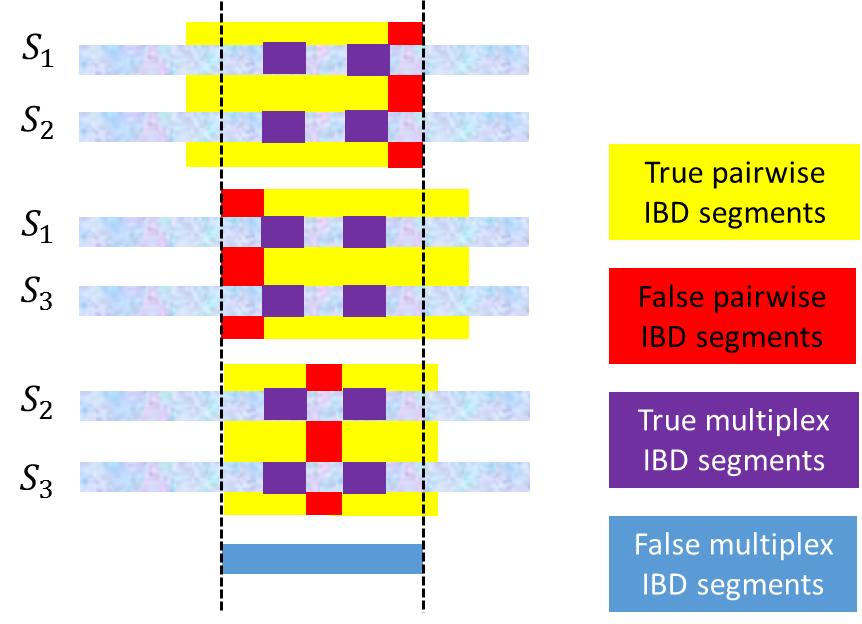 S₁
S₂
S₁
S₃
S₂
S₃
True pairwise
IBD segments
False pairwise
IBD segments
True multiplex
IBD segments
False multiplex
IBD segments